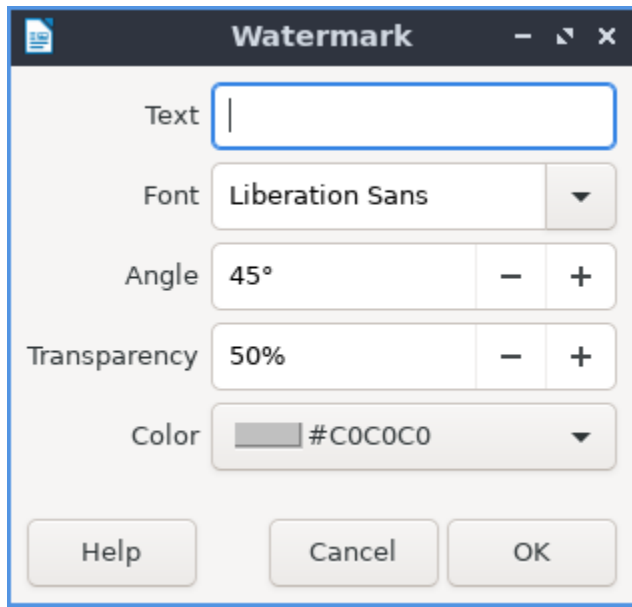 Watermark
Text
Font Liberation Sans
Angle 45°
Transparency 50%
Color #C0C0C0
Help Cancel OK